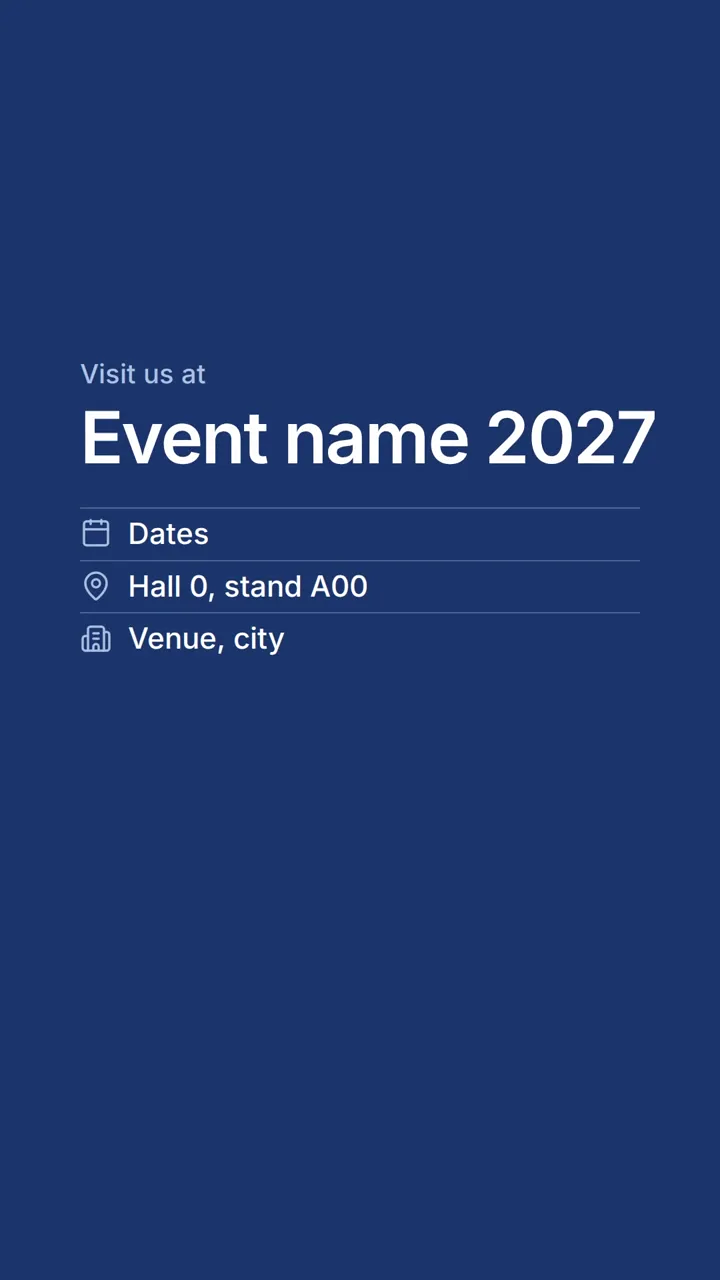 Visit us at
Event name 2027
Dates
Hall 0, stand A00
Venue, city